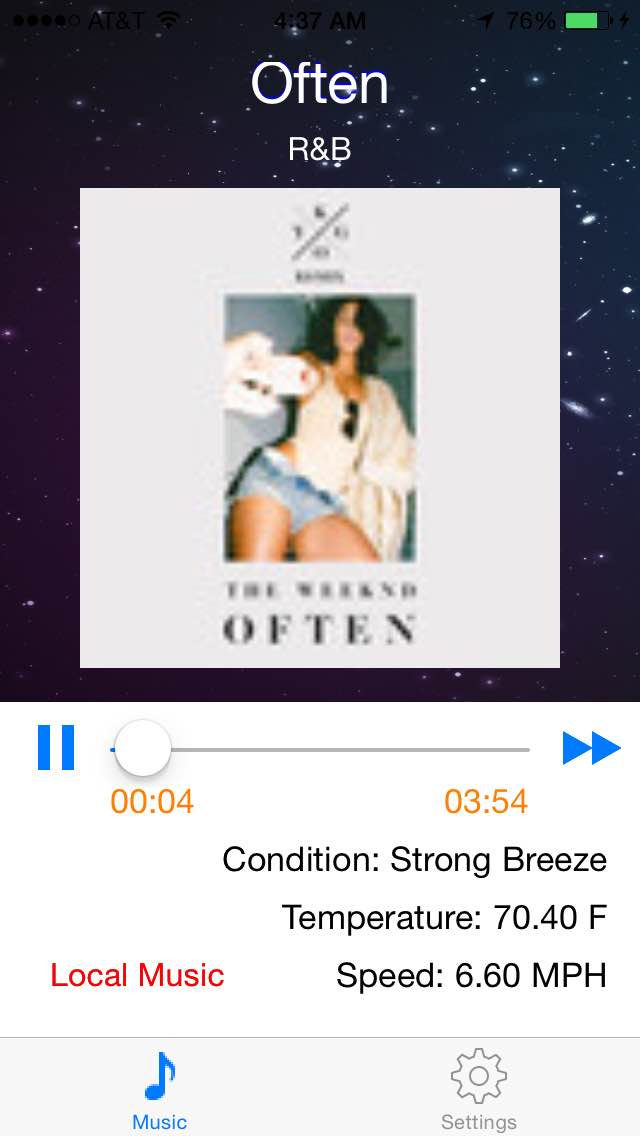 AT&T 4:37 AM 76%
Often
R&B
K
Y G
O
REMIX
THE WEEKND
OFTEN
00:04 03:54
Condition: Strong Breeze
Temperature: 70.40 F
Local Music Speed: 6.60 MPH
Music Settings